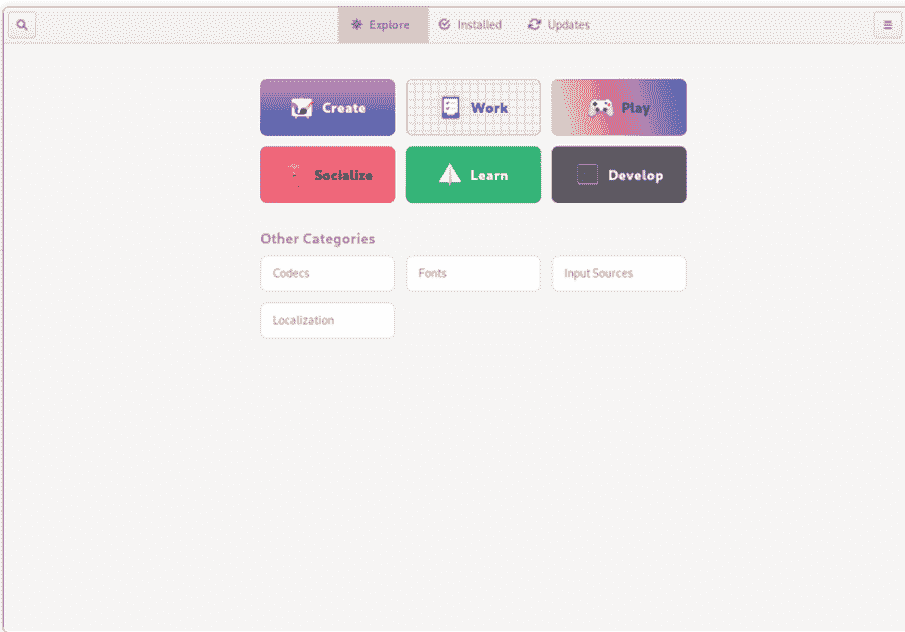 Explore Installed Updates
Create Work Play
Socialize Learn Develop
Other Categories
Codecs Fonts Input Sources
Localization